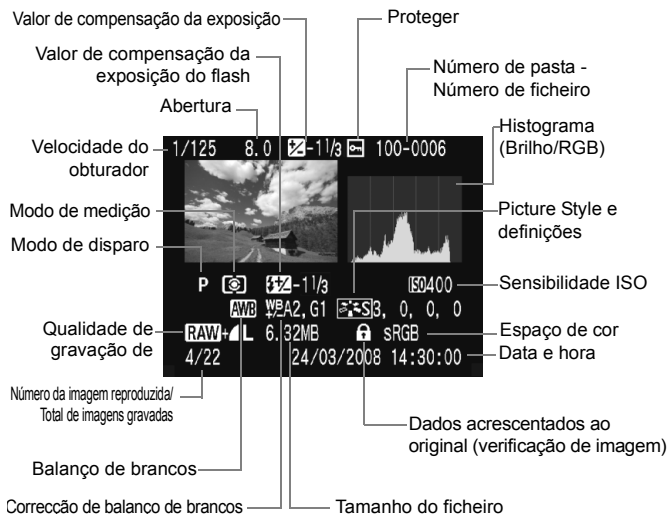 Valor de compensação da exposição
Proteger
Valor de compensação da
exposição do flash
Número de pasta -
Número de ficheiro
Abertura
Histograma
(Brilho/RGB)
Velocidade do
obturador
1/125 8.0 -1 1/3 100-0006
Modo de medição
Picture Style e
definições
Modo de disparo
P -1 1/3 ISO400
Sensibilidade ISO
AWB WB A2, G1 S 3, 0, 0, 0
Qualidade de
gravação de
RAW+ L 6.32MB sRGB
Espaço de cor
4/22 24/03/2008 14:30:00
Data e hora
Número da imagem reproduzida/
Total de imagens gravadas
Dados acrescentados ao
original (verificação de imagem)
Balanço de brancos
Correcção de balanço de brancos
Tamanho do ficheiro